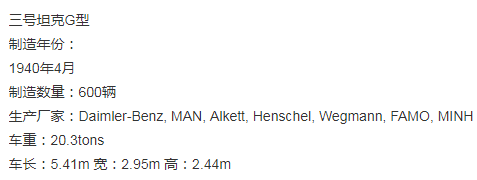 三号坦克G型
制造年份：
1940年4月
制造数量：600辆
生产厂家：Daimler-Benz, MAN, Alkett, Henschel, Wegmann, FAMO, MINH
车重：20.3tons
车长：5.41m 宽：2.95m 高：2.44m